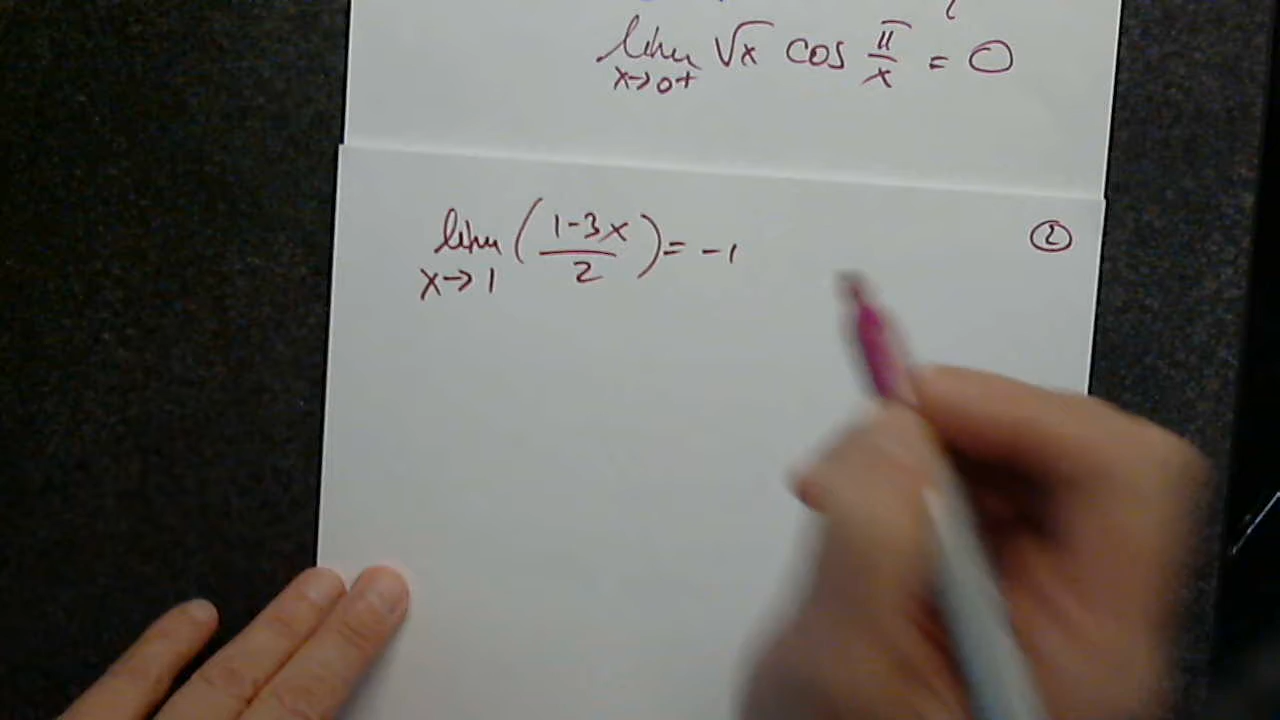 lim x→0+ √x cos π/x = 0
lim x→1 (1-3x/2) = -1
2